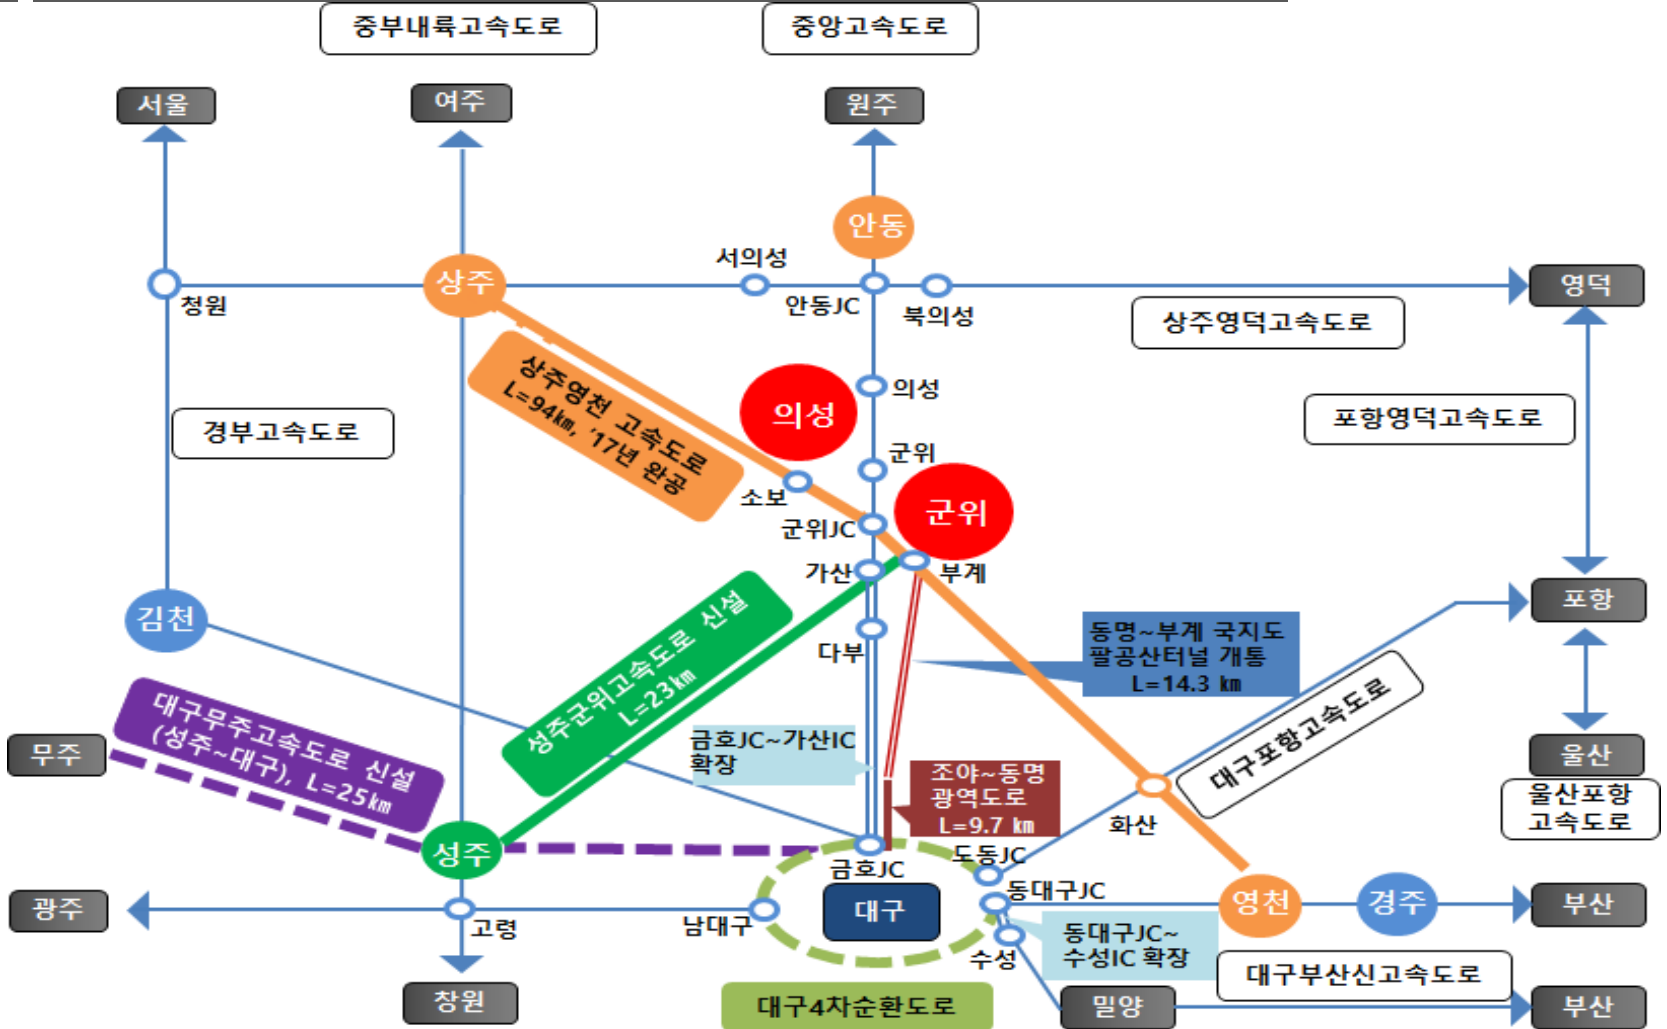 중부내륙고속도로
중앙고속도로
서울
여주
원주
안동
서의성
상주
청원
안동JC
북의성
영덕
상주영덕고속도로
상주영천 고속도로
L=94㎞, '17년 완공
의성
의성
경부고속도로
포항영덕고속도로
군위
소보
군위
군위JC
가산
부계
김천
다부
성주군위고속도로 신설
L=23㎞
동명~부계 국지도
팔공산터널 개통
L=14.3 ㎞
포항
대구무주고속도로 신설
(성주~대구), L=25㎞
무주
금호JC~가산IC
확장
대구포항고속도로
조야~동명
광역도로
L=9.7 ㎞
울산
울산포항
고속도로
화산
성주
금호JC
도동JC
동대구JC
광주
고령
남대구
대구
영천
경주
부산
수성
동대구JC~
수성IC 확장
대구부산신고속도로
창원
대구4차순환도로
밀양
부산